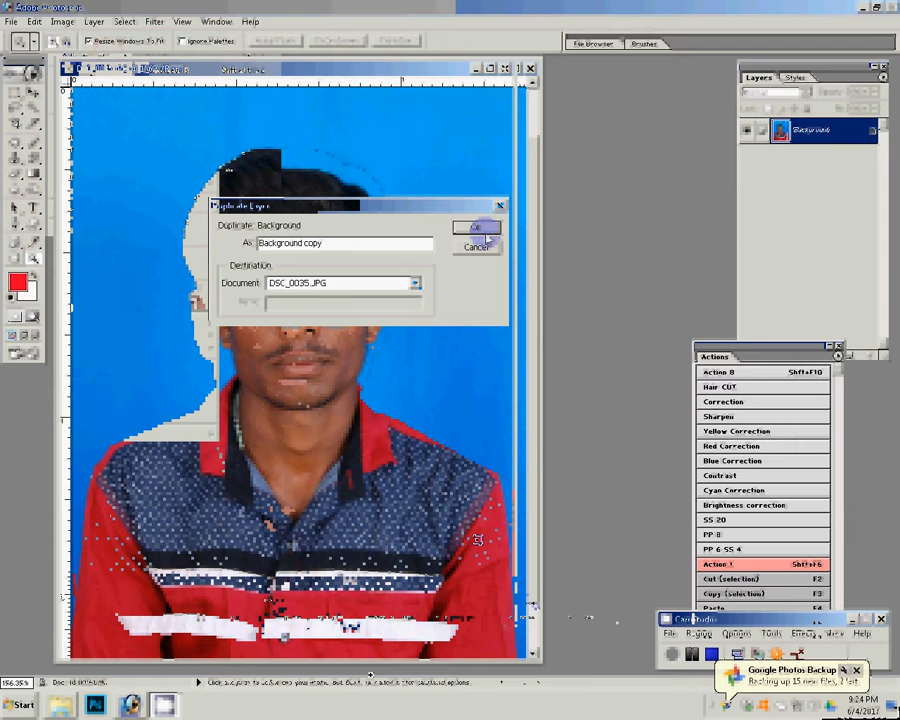 Adobe Photoshop
File Edit Image Layer Select Filter View Window Help
Resize Windows To Fit Ignore Palettes
File Browser Brushes
Layers Styles
Background
Duplicate Layer
Duplicate: Background
As: Background copy
Cancel
Destination
Document: DSC_0035.JPG
Actions
Action 8 Shft+F10
Hair CUT
Correction
Sharpen
Yellow Correction
Red Correction
Blue Correction
Contrast
Cyan Correction
Brightness correction
SS 20
PP 8
PP 6 SS 4
Action 1 Shft+F6
Cut (selection) F2
Copy (selection) F3
Paste F4
File Region Options Tools Effects View Help
Google Photos Backup
Backing up 15 new files, 2 left
156.35%
Start
9:24 PM
6/4/2017